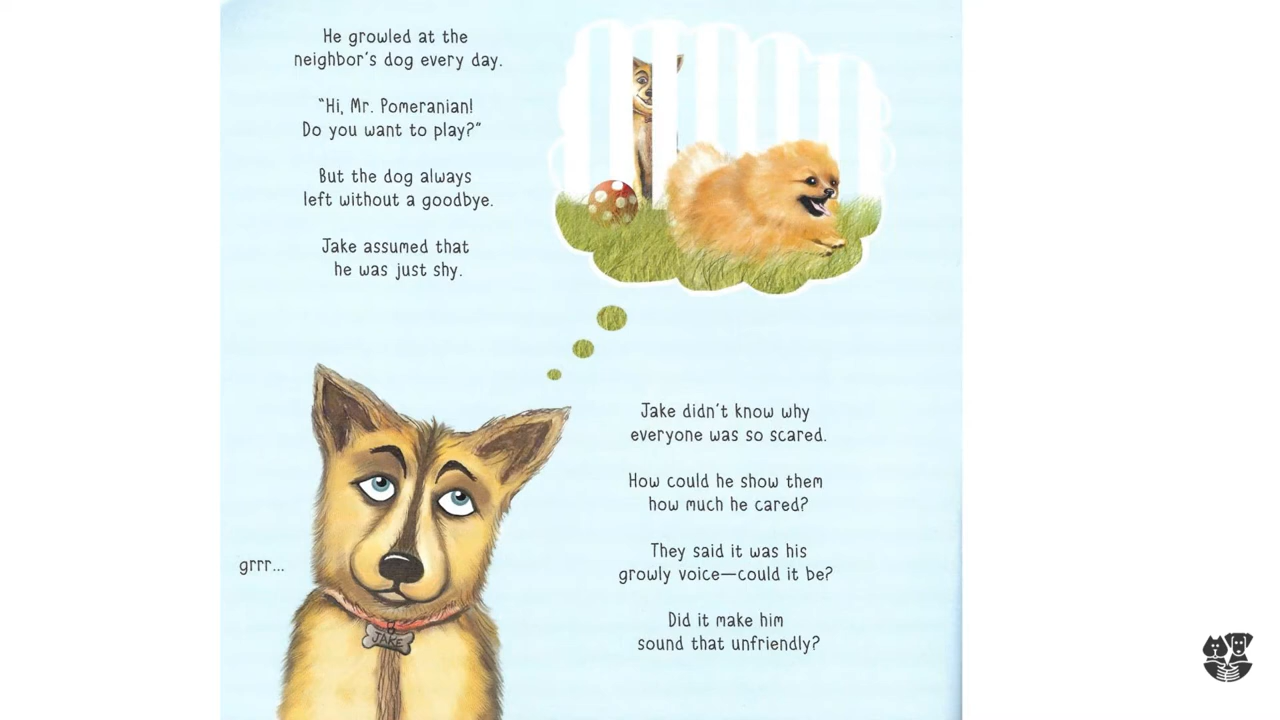 He growled at the
neighbor's dog every day.
"Hi, Mr. Pomeranian!
Do you want to play?"
But the dog always
left without a goodbye.
Jake assumed that
he was just shy.
grrr...
JAKE
Jake didn't know why
everyone was so scared.
How could he show them
how much he cared?
They said it was his
growly voice—could it be?
Did it make him
sound that unfriendly?